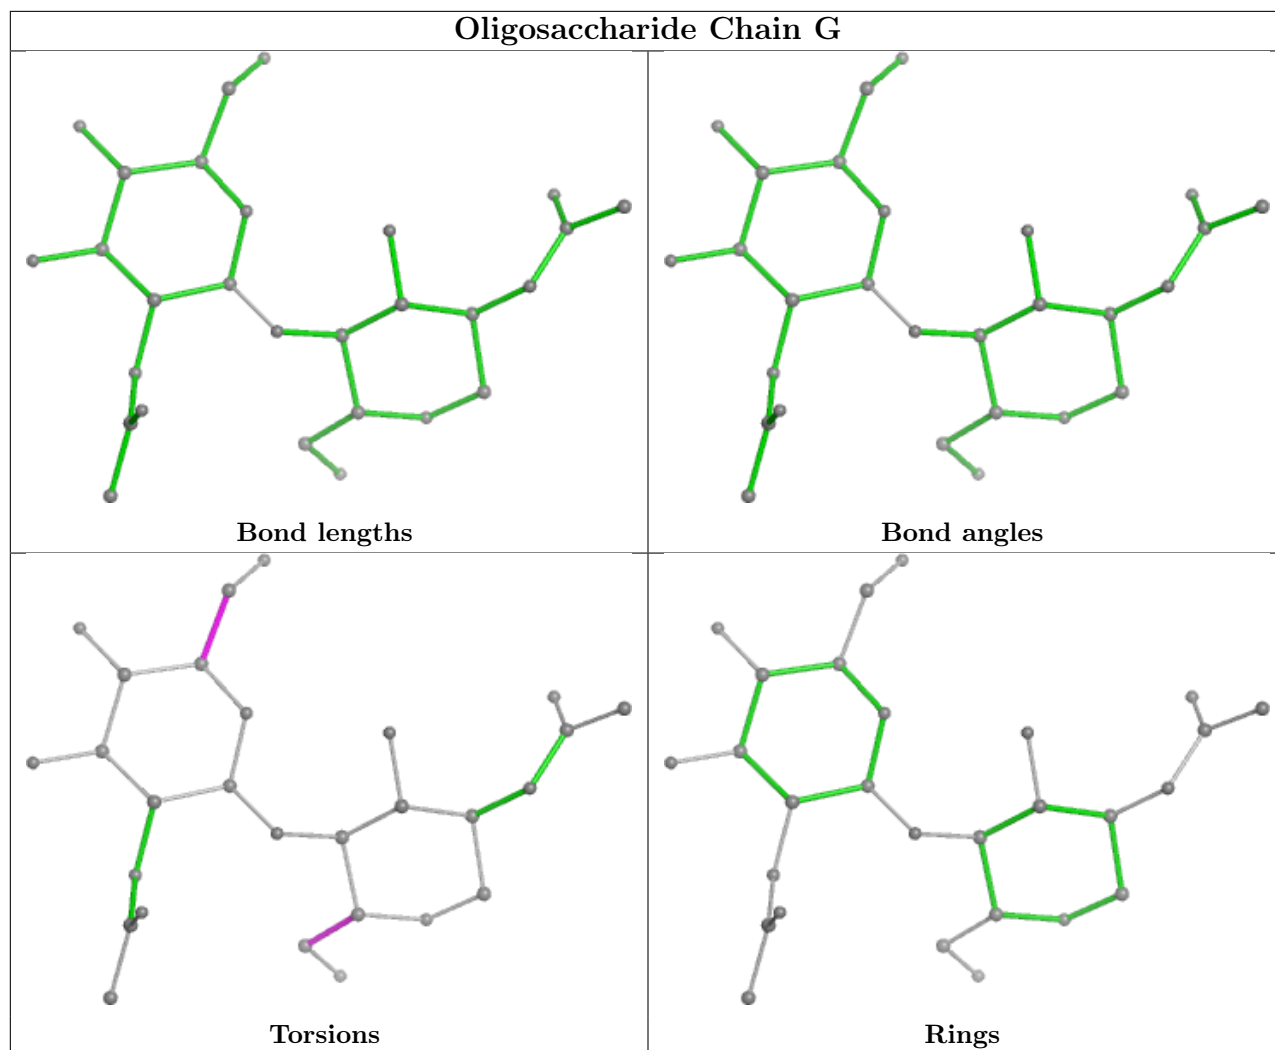 Oligosaccharide Chain G
Bond lengths
Bond angles
Torsions
Rings